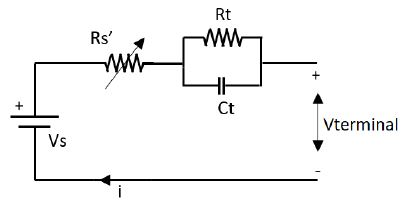 Rt
Rs′
Ct
+
+
Vs
Vterminal
-
i